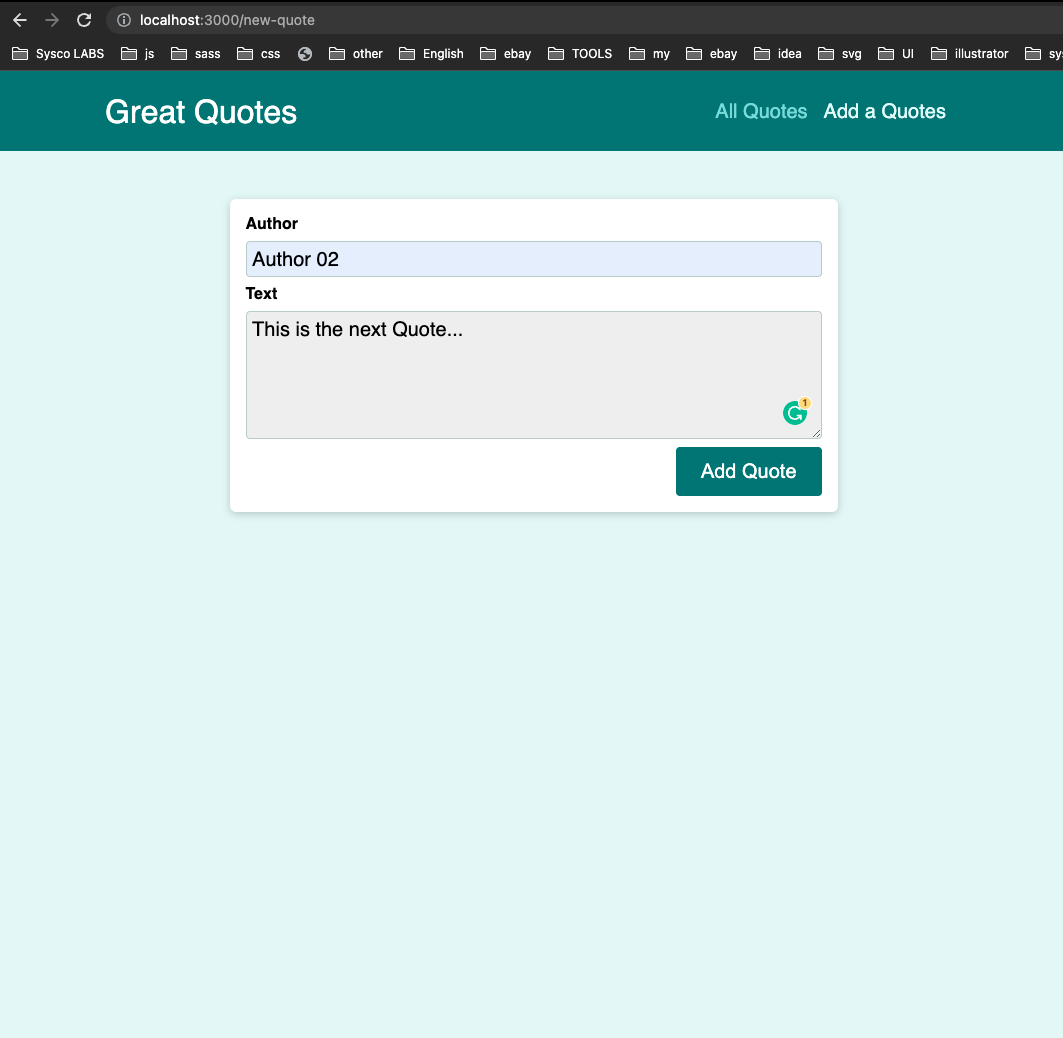 localhost:3000/new-quote
Sysco LABS js sass css other English ebay TOOLS my ebay idea svg UI illustrator sy
Great Quotes All Quotes Add a Quotes
Author
Author 02
Text
This is the next Quote...
1
Add Quote